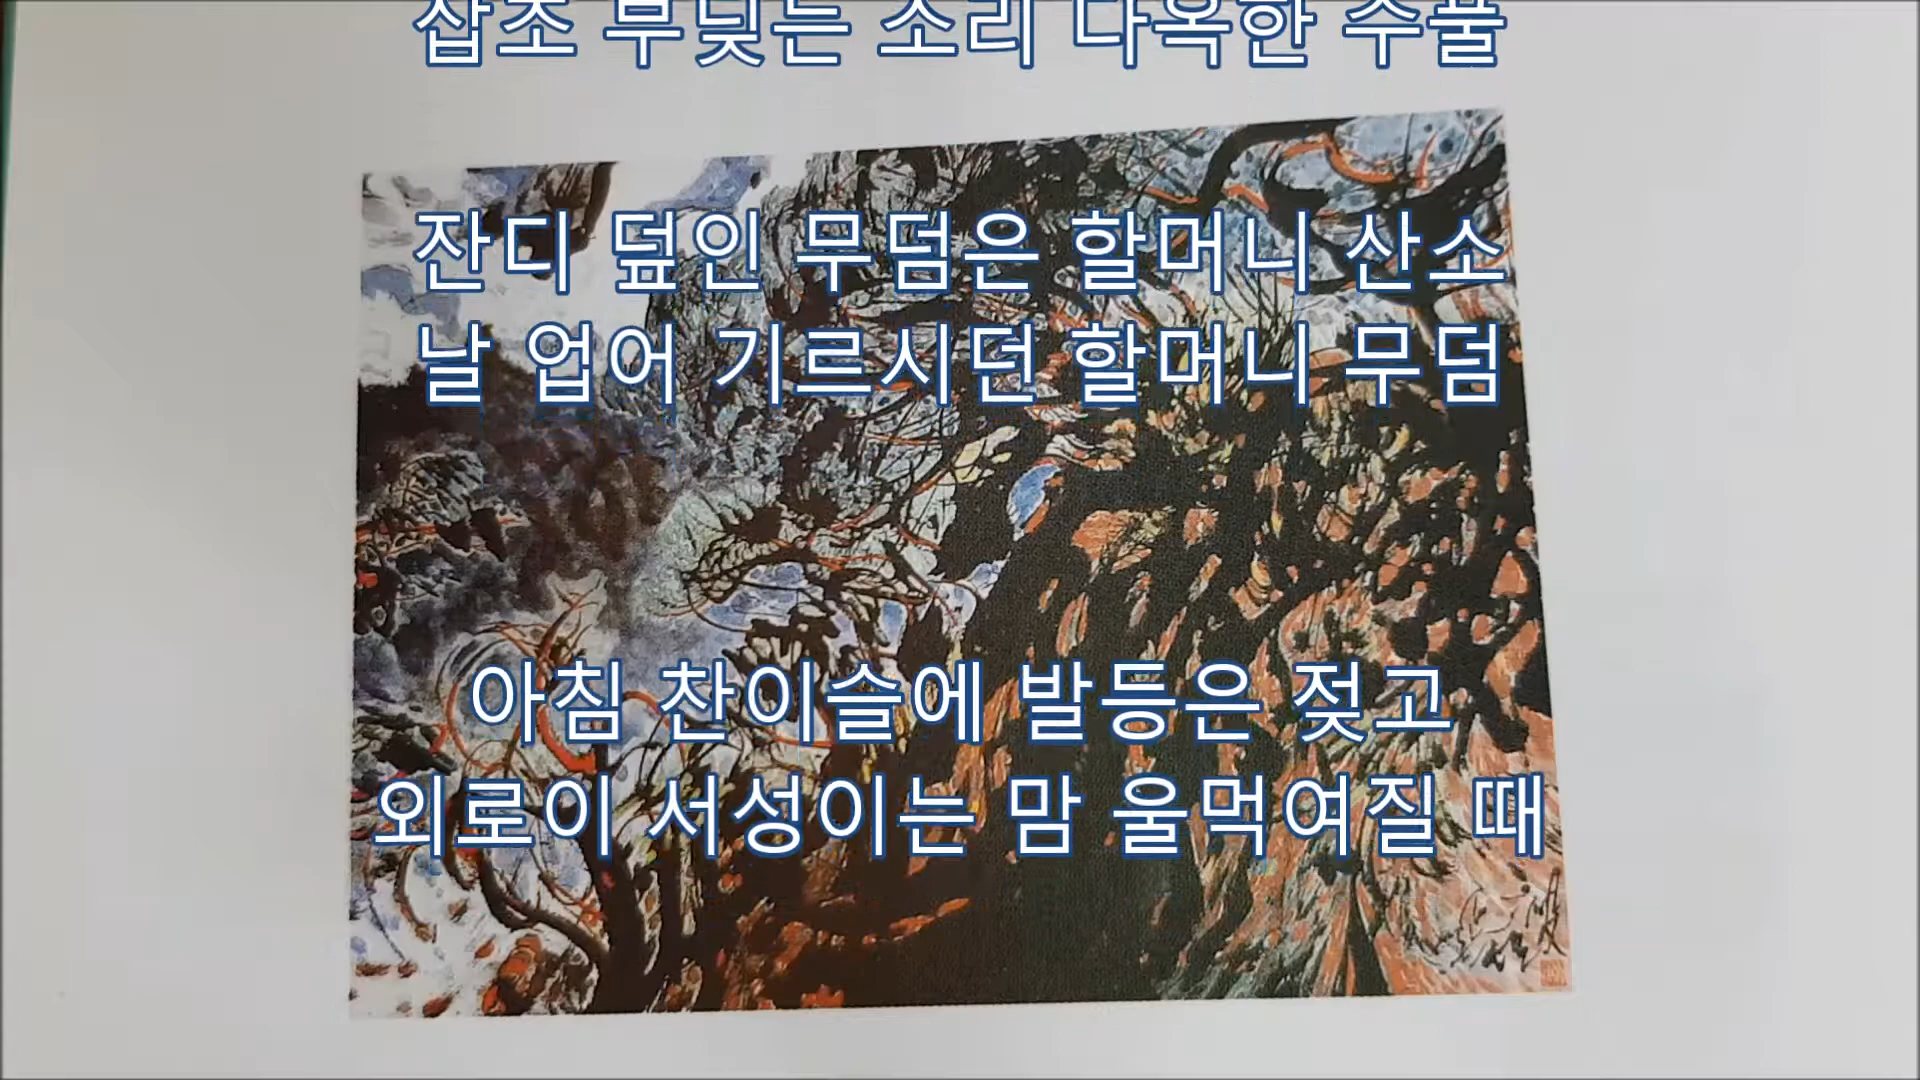 삽초 부딪는 소리 다옥한 수풀
잔디 덮인 무덤은 할머니 산소
날 업어 기르시던 할머니 무덤
아침 찬이슬에 발등은 젖고
외로이 서성이는 맘 울먹여질 때